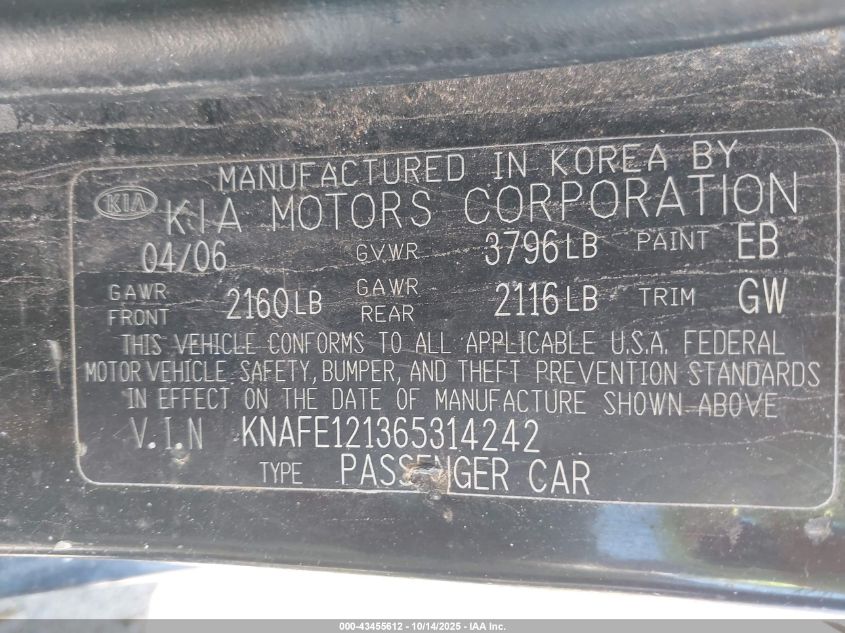 MANUFACTURED IN KOREA BY
KIA KIA MOTORS CORPORATION
04/06 GVWR 3796LB PAINT EB
GAWR FRONT 2160LB GAWR REAR 2116LB TRIM GW
THIS VEHICLE CONFORMS TO ALL APPLICABLE U.S.A. FEDERAL
MOTOR VEHICLE SAFETY, BUMPER, AND THEFT PREVENTION STANDARDS
IN EFFECT ON THE DATE OF MANUFACTURE SHOWN ABOVE
V.I.N KNAFE121365314242
TYPE PASSENGER CAR
000-43455612 - 10/14/2025 - IAA Inc.